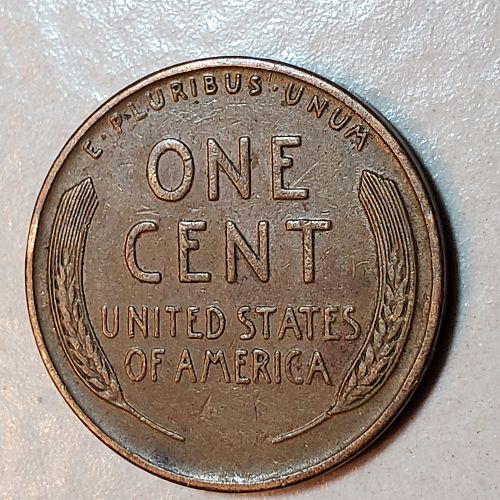 E·PLURIBUS·UNUM
ONE
CENT
UNITED STATES
OF AMERICA